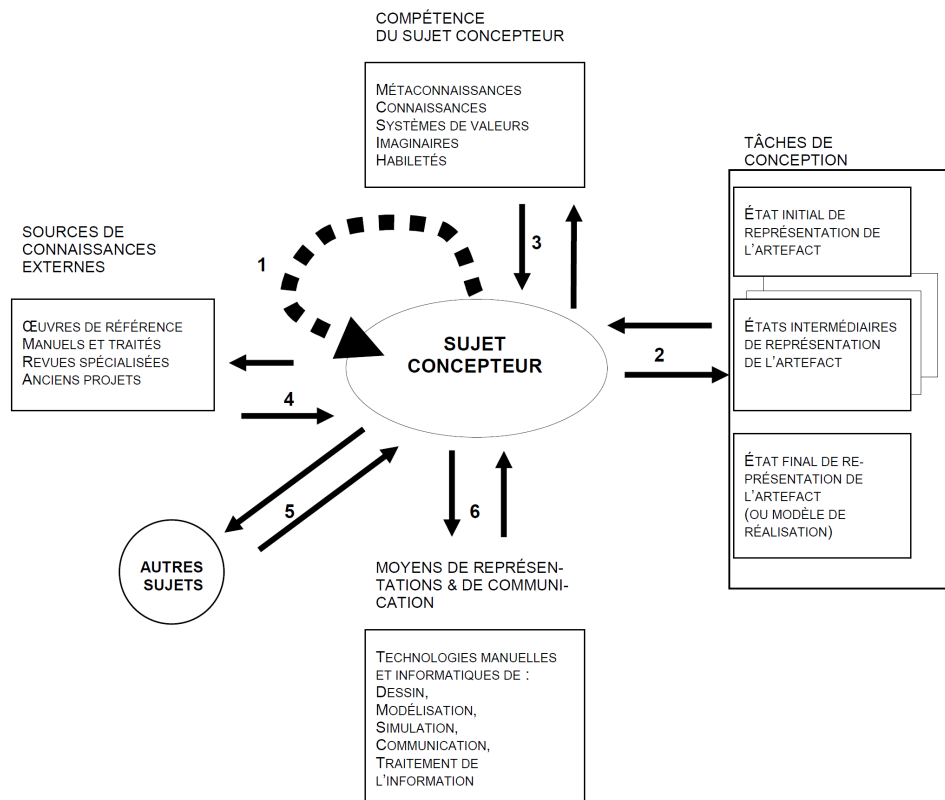 COMPÉTENCE
DU SUJET CONCEPTEUR
MÉTACONNAISSANCES
CONNAISSANCES
SYSTÈMES DE VALEURS
IMAGINAIRES
HABILETÉS
TÂCHES DE
CONCEPTION
ÉTAT INITIAL DE
REPRÉSENTATION DE
L'ARTEFACT
ÉTATS INTERMÉDIAIRES
DE REPRÉSENTATION
DE L'ARTEFACT
ÉTAT FINAL DE RE-
PRÉSENTATION DE
L'ARTEFACT
(OU MODÈLE DE
RÉALISATION)
SOURCES DE
CONNAISSANCES
EXTERNES
ŒUVRES DE RÉFÉRENCE
MANUELS ET TRAITÉS
REVUES SPÉCIALISÉES
ANCIENS PROJETS
1
3
SUJET
CONCEPTEUR
2
4
5
6
AUTRES
SUJETS
MOYENS DE REPRÉSEN-
TATIONS & DE COMMUNI-
CATION
TECHNOLOGIES MANUELLES
ET INFORMATIQUES DE :
DESSIN,
MODÉLISATION,
SIMULATION,
COMMUNICATION,
TRAITEMENT DE
L'INFORMATION